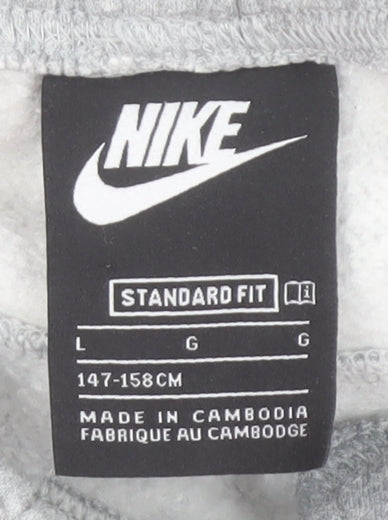 NIKE
STANDARD FIT
L G G
147-158CM
MADE IN CAMBODIA
FABRIQUE AU CAMBODGE